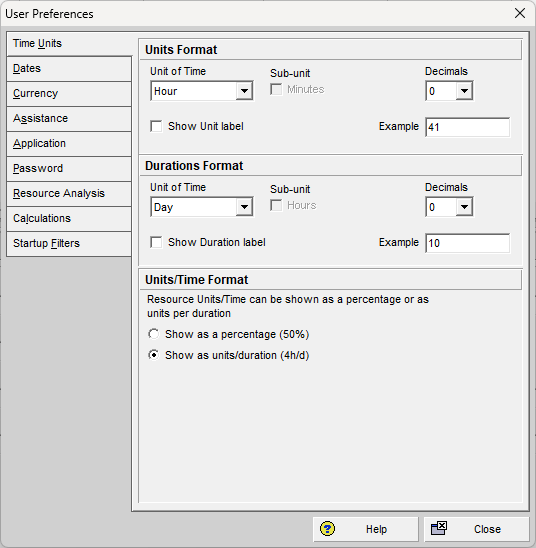 User Preferences
Time Units
Dates
Currency
Assistance
Application
Password
Resource Analysis
Calculations
Startup Filters
Units Format
Unit of Time Sub-unit Decimals
Hour Minutes 0
Show Unit label Example 41
Durations Format
Unit of Time Sub-unit Decimals
Day Hours 0
Show Duration label Example 10
Units/Time Format
Resource Units/Time can be shown as a percentage or as
units per duration
Show as a percentage (50%)
Show as units/duration (4h/d)
Help Close